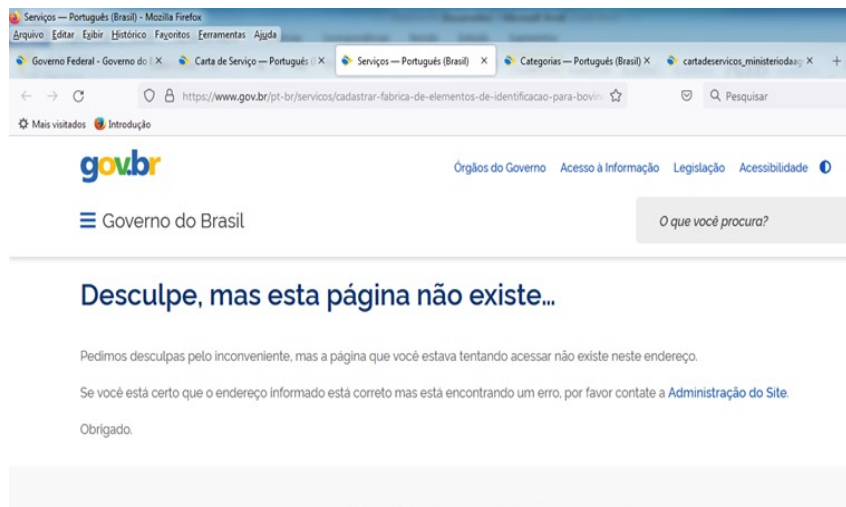 Serviços — Português (Brasil) - Mozilla Firefox
Arquivo Editar Exibir Histórico Favoritos Ferramentas Ajuda
Governo Federal - Governo do B X Carta de Serviço — Português (B X Serviços — Português (Brasil) X Categorias — Português (Brasil) X cartadeservicos_ministeriodaag X +
https://www.gov.br/pt-br/servicos/cadastrar-fabrica-de-elementos-de-identificacao-para-bovin Pesquisar
Mais visitados Introdução
gov.br Órgãos do Governo Acesso à Informação Legislação Acessibilidade
Governo do Brasil O que você procura?
Desculpe, mas esta página não existe...
Pedimos desculpas pelo inconveniente, mas a página que você estava tentando acessar não existe neste endereço.
Se você está certo que o endereço informado está correto mas está encontrando um erro, por favor contate a Administração do Site.
Obrigado.